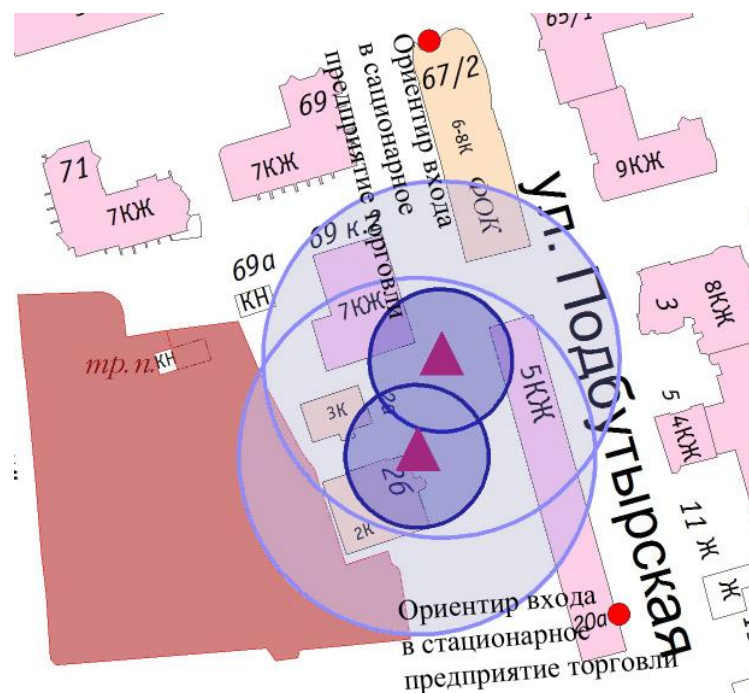 65/1
Ориентир входа
в сационарное
предприятие торговли
67/2
6-8К
ФОК
69
7КЖ
9КЖ
71
7КЖ
ул. Подбутырская
69 к.2
69а
КН
7КЖ
8КЖ
3
тр. п.
КН
5КЖ
2а
3К
5
4КЖ
2б
2К
11 Ж
Ж
20а
Ориентир входа
в стационарное
предприятие торговли